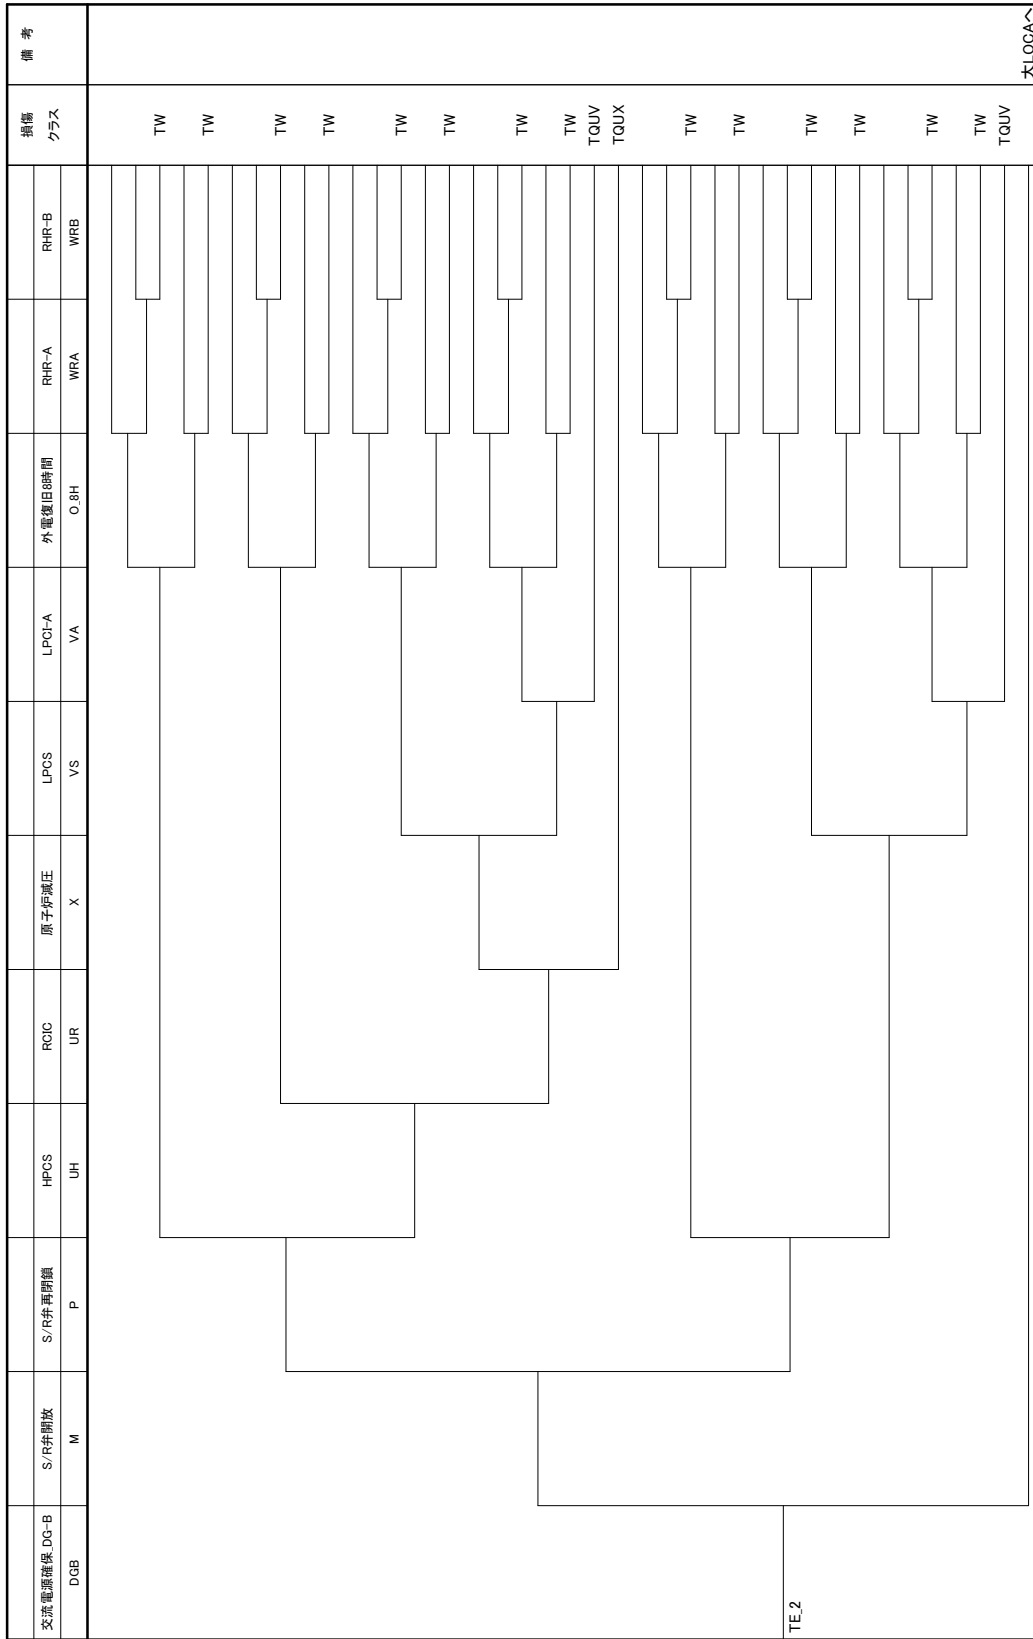 交流電源確保_DG-B
S/R弁開放
S/R弁再閉鎖
HPCS
RCIC
原子炉減圧
LPCS
LPCI-A
外電復旧8時間
RHR-A
RHR-B
損傷
クラス
備 考
DGB
M
P
UH
UR
X
VS
VA
O_8H
WRA
WRB
TE_2
TW
TW
TW
TW
TW
TW
TW
TW
TQUV
TQUX
TW
TW
TW
TW
TW
TW
TQUV
大LOCAへ